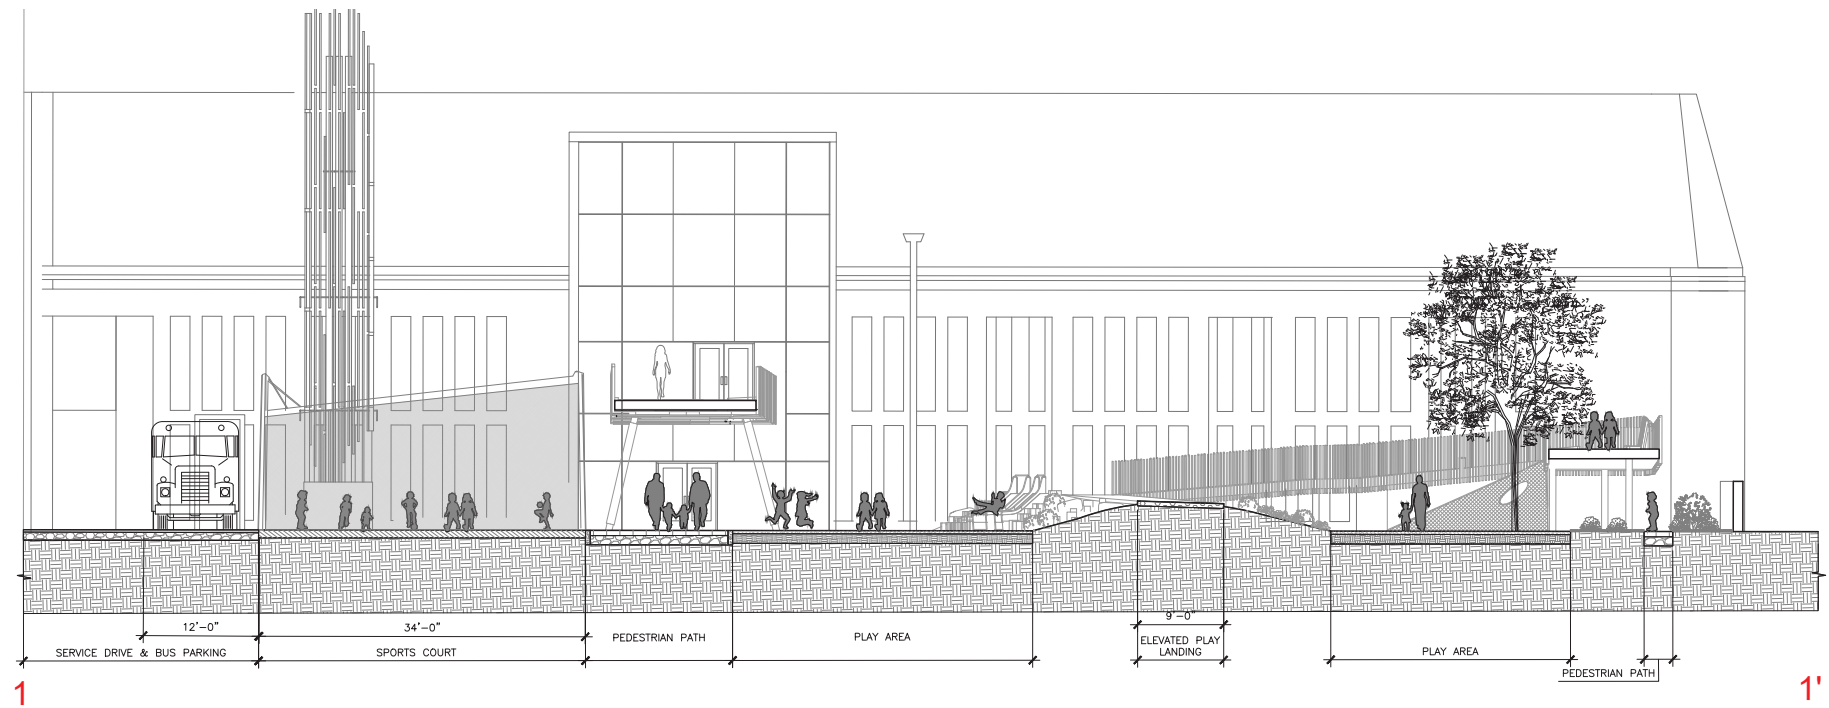 12'-0"
34'-0"
9'-0"
SERVICE DRIVE & BUS PARKING
SPORTS COURT
PEDESTRIAN PATH
PLAY AREA
ELEVATED PLAY
LANDING
PLAY AREA
PEDESTRIAN PATH
1
1'